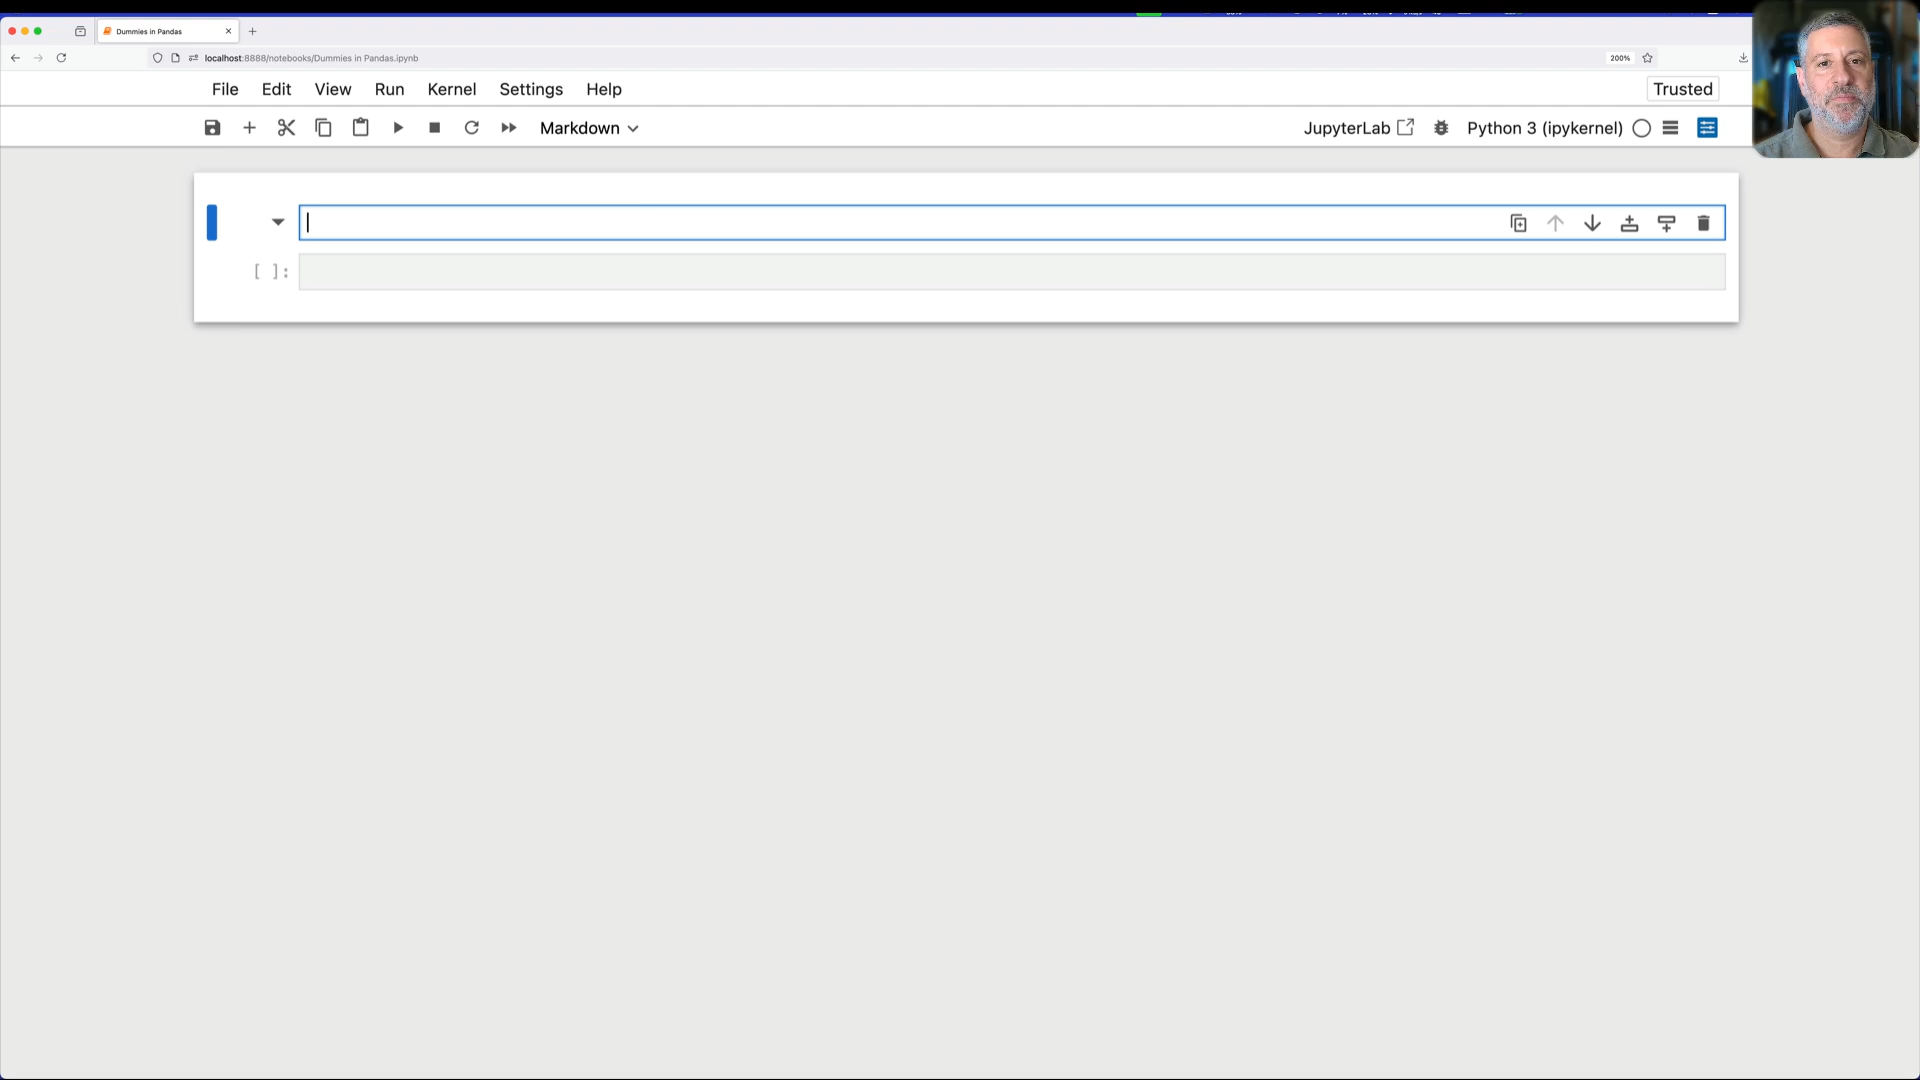 Dummies in Pandas
localhost:8888/notebooks/Dummies in Pandas.ipynb
200%
File Edit View Run Kernel Settings Help
Trusted
Markdown
JupyterLab
Python 3 (ipykernel)
[ ]: